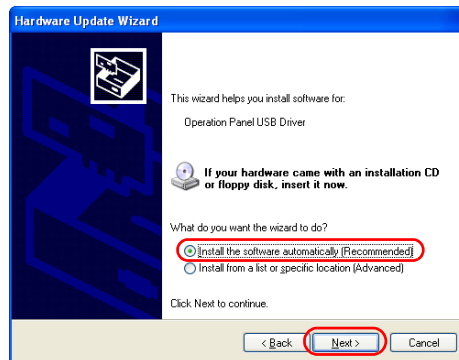 Hardware Update Wizard
This wizard helps you install software for:
Operation Panel USB Driver
If your hardware came with an installation CD
or floppy disk, insert it now.
What do you want the wizard to do?
Install the software automatically (Recommended)
Install from a list or specific location (Advanced)
Click Next to continue.
< Back Next > Cancel